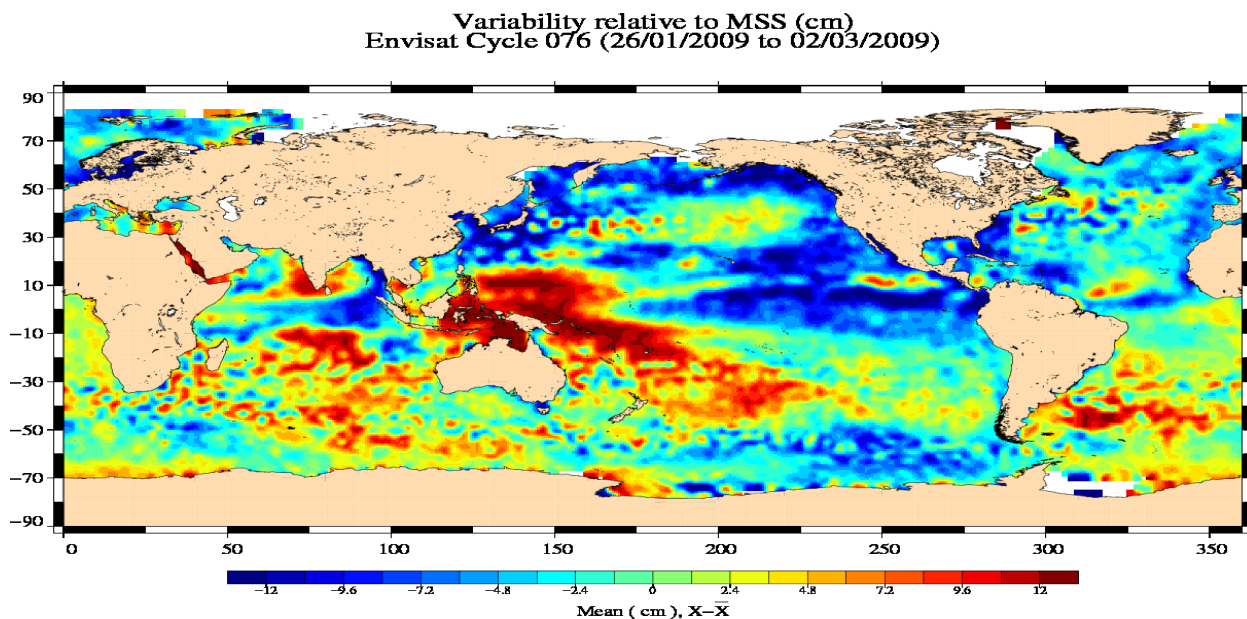 Variability relative to MSS (cm)
Envisat Cycle 076 (26/01/2009 to 02/03/2009)
90
70
50
30
10
−10
−30
−50
−70
−90
0 50 100 150 200 250 300 350
−12 −9.6 −7.2 −4.8 −2.4 0 2.4 4.8 7.2 9.6 12
Mean ( cm ), X−X̅